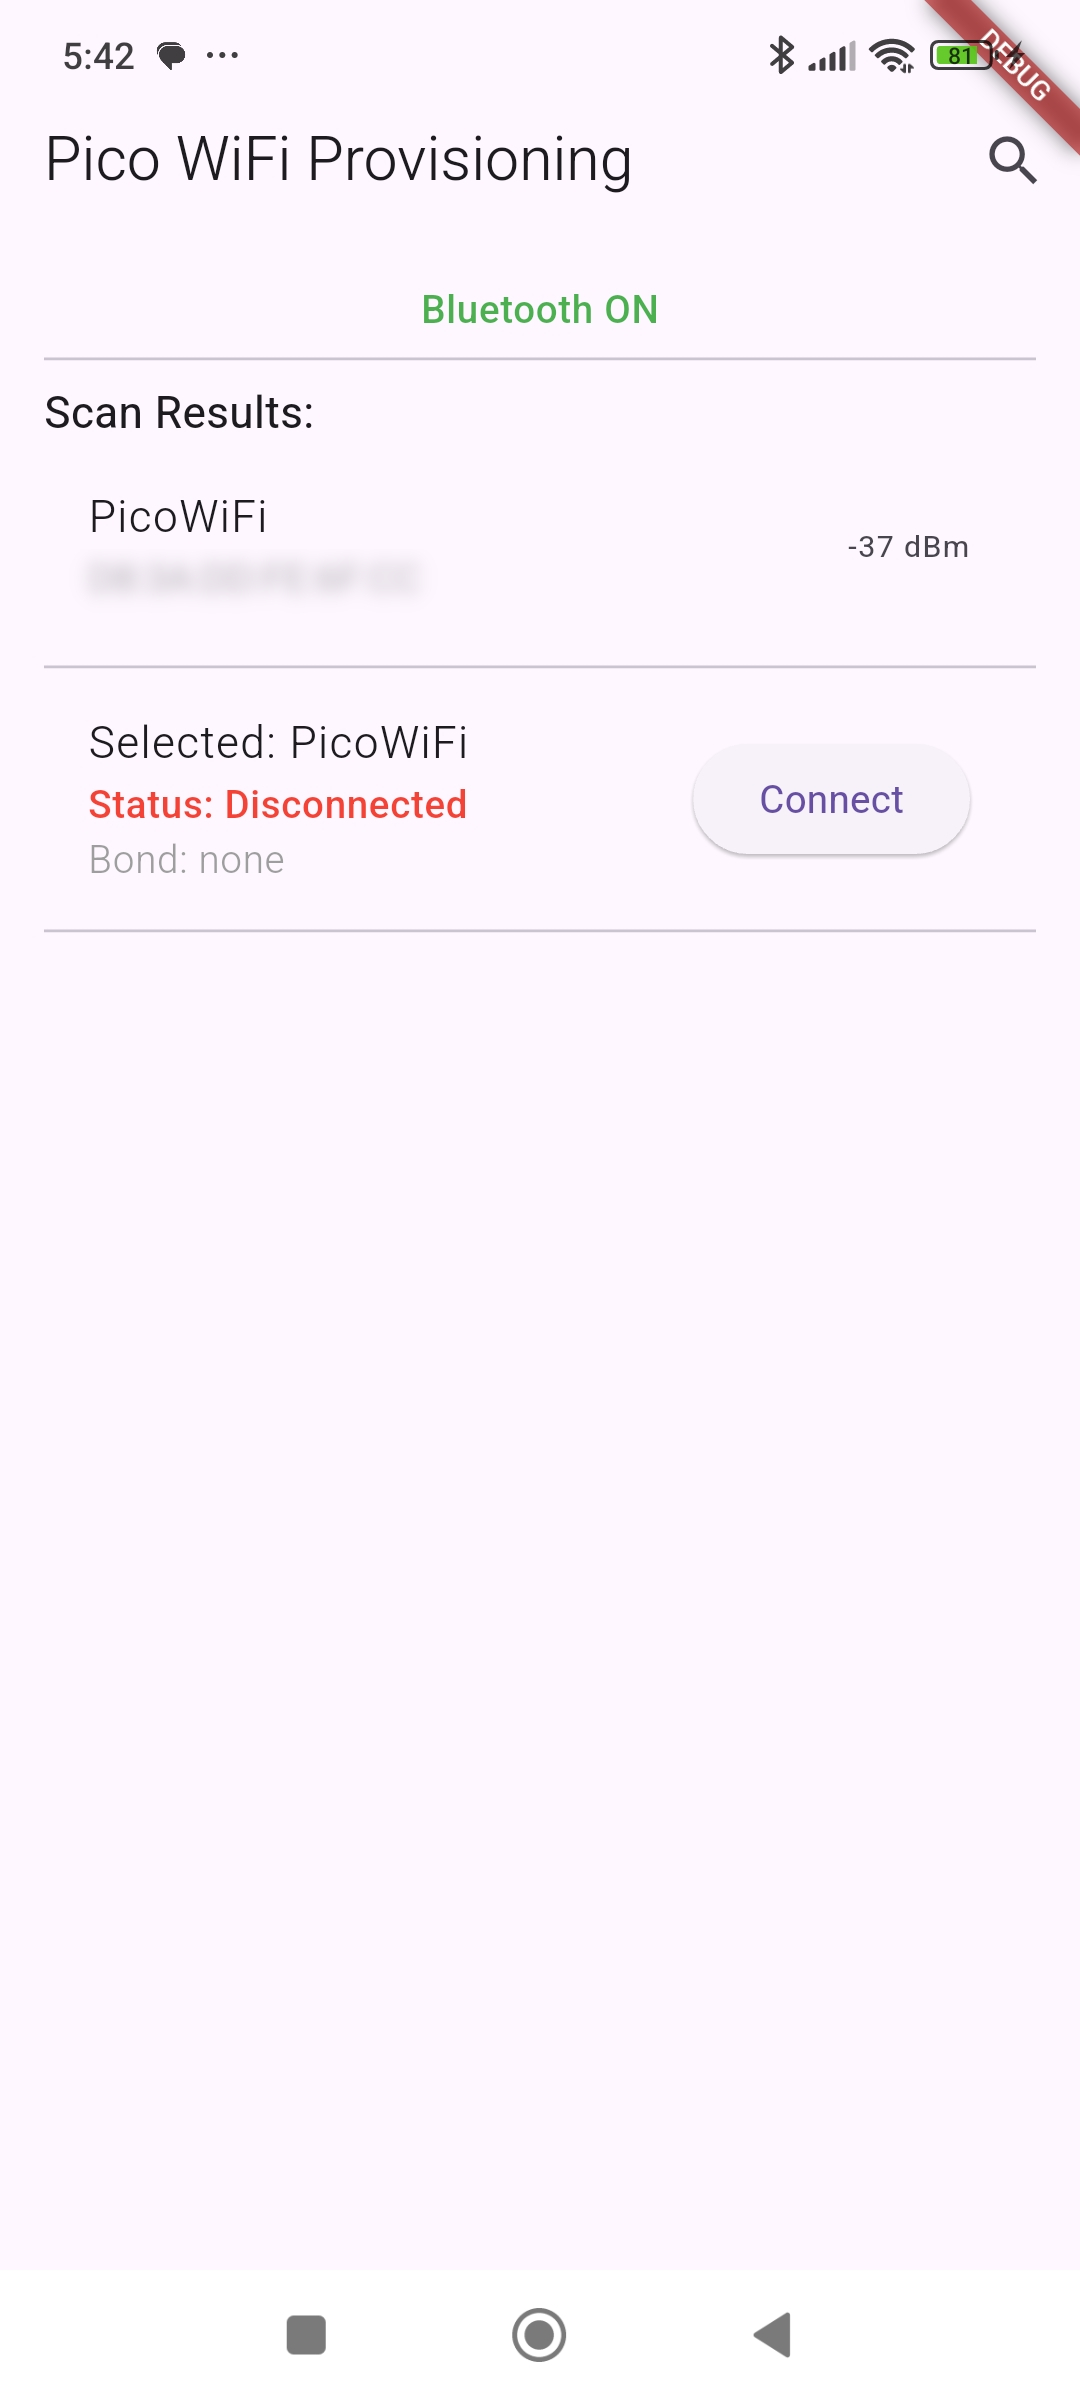 5:42
81
DEBUG
Pico WiFi Provisioning
Bluetooth ON
Scan Results:
PicoWiFi
-37 dBm
Selected: PicoWiFi
Status: Disconnected
Connect
Bond: none